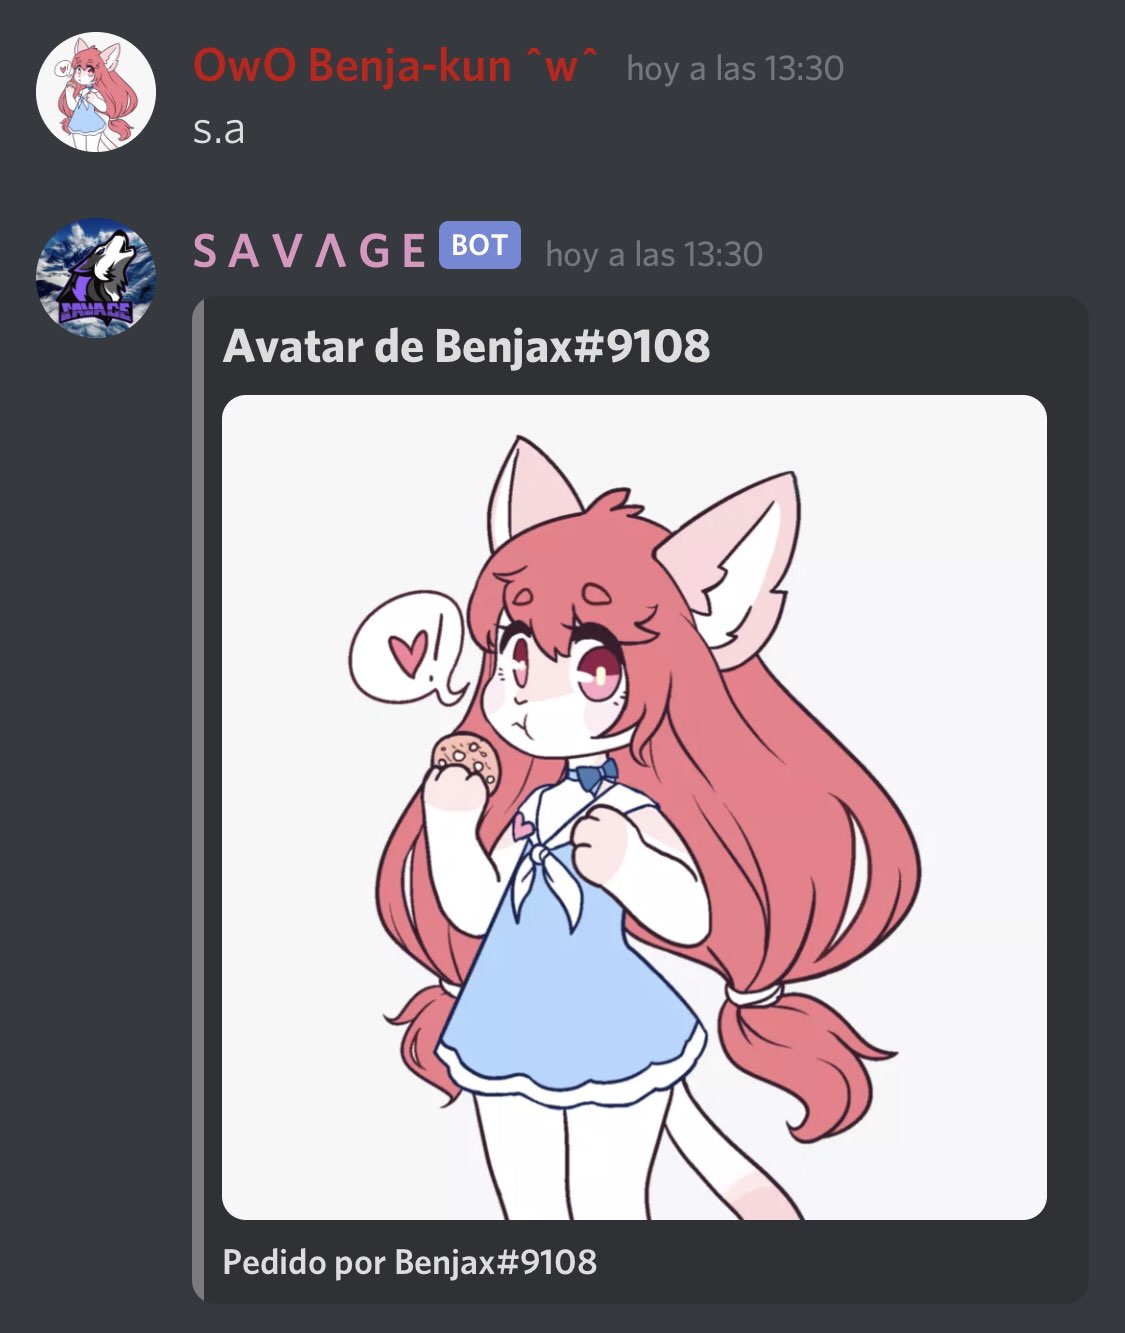 OwO Benja-kun ^w^ hoy a las 13:30
s.a
S A V Λ G E BOT hoy a las 13:30
SAVAGE
Avatar de Benjax#9108
!
Pedido por Benjax#9108